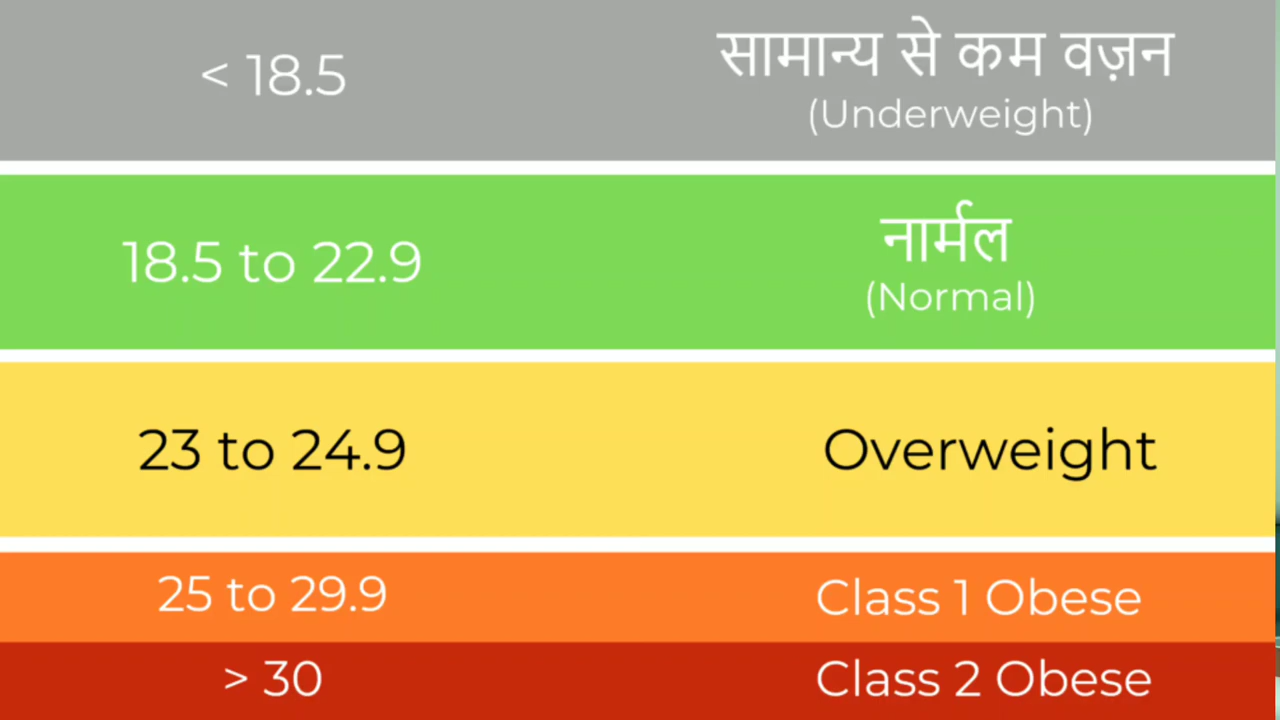 < 18.5
सामान्य से कम वज़न
(Underweight)
18.5 to 22.9
नार्मल
(Normal)
23 to 24.9
Overweight
25 to 29.9
Class 1 Obese
> 30
Class 2 Obese